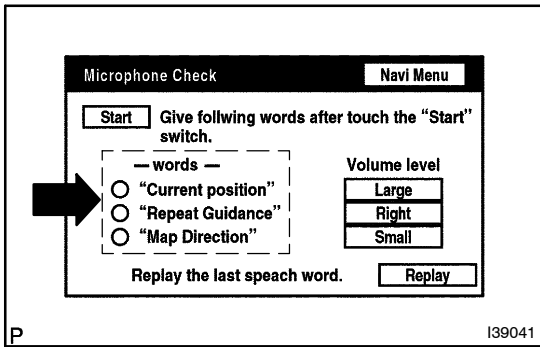 Microphone Check Navi Menu
Start Give follwing words after touch the “Start”
switch.
— words — Volume level
“Current position” Large
“Repeat Guidance” Right
“Map Direction” Small
Replay the last speach word. Replay
P I39041